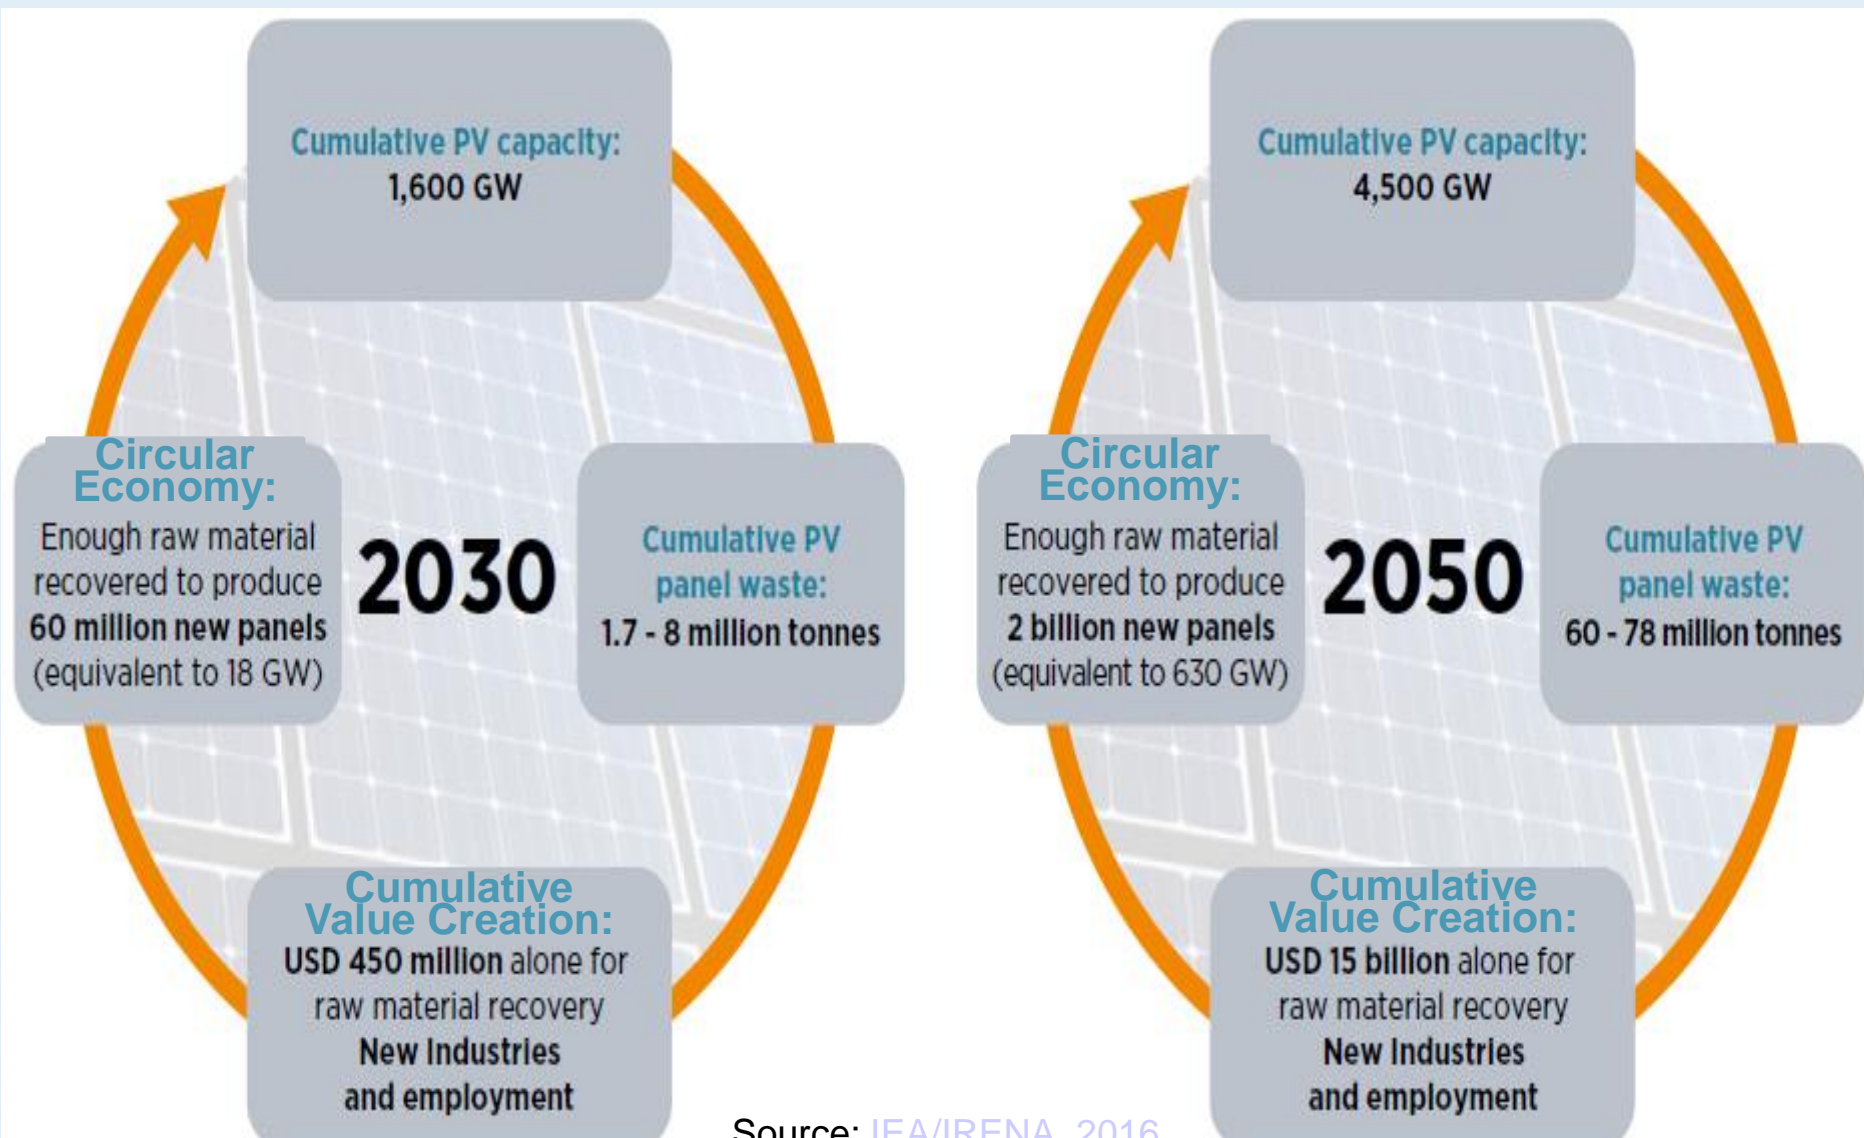 Cumulative PV capacity:
1,600 GW
Circular
Economy:
Enough raw material
recovered to produce
60 million new panels
(equivalent to 18 GW)
2030
Cumulative PV
panel waste:
1.7 - 8 million tonnes
Cumulative
Value Creation:
USD 450 million alone for
raw material recovery
New Industries
and employment
Cumulative PV capacity:
4,500 GW
Circular
Economy:
Enough raw material
recovered to produce
2 billion new panels
(equivalent to 630 GW)
2050
Cumulative PV
panel waste:
60 - 78 million tonnes
Cumulative
Value Creation:
USD 15 billion alone for
raw material recovery
New Industries
and employment
Source: IEA/IRENA, 2016